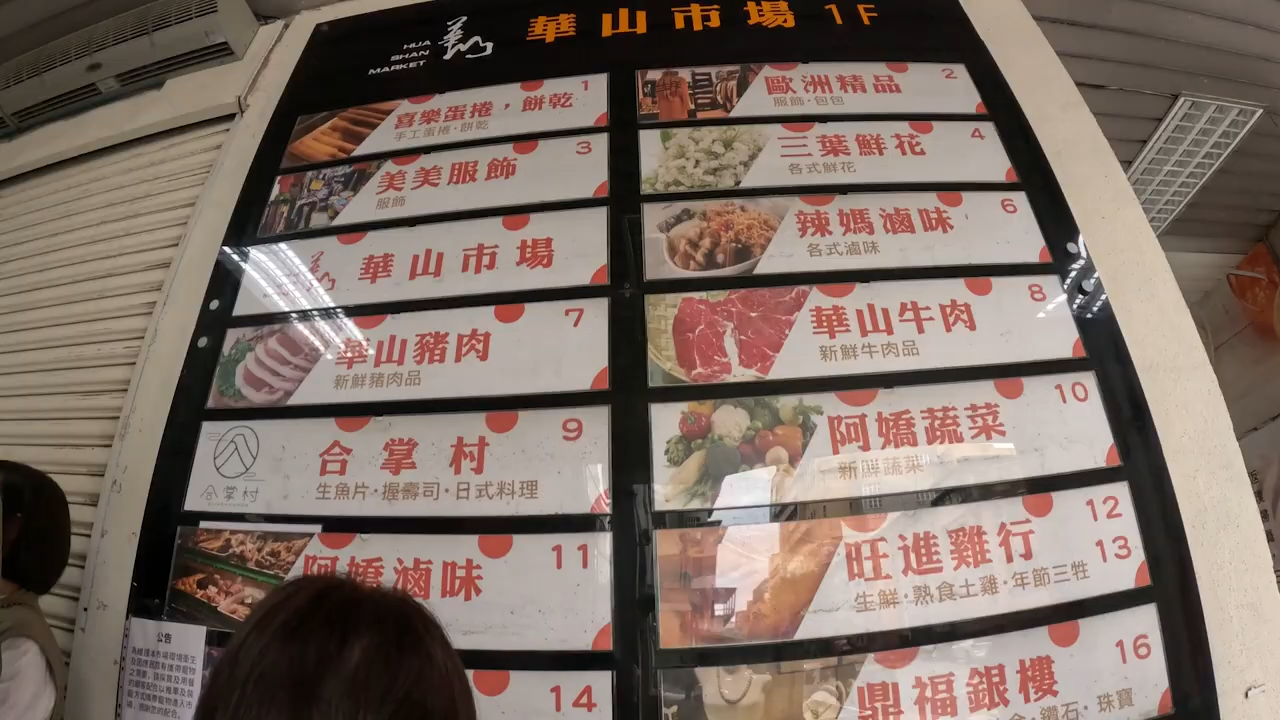 HUA
SHAN
MARKET
華山市場 1F
喜樂蛋捲，餅乾 1
手工蛋捲·餅乾
歐洲精品 2
服飾·包包
美美服飾 3
服飾
三葉鮮花 4
各式鮮花
華山市場
辣媽滷味 6
各式滷味
華山豬肉 7
新鮮豬肉品
華山牛肉 8
新鮮牛肉品
合掌村 9
合掌村
生魚片·握壽司·日式料理
阿嬌蔬菜 10
新鮮蔬菜
阿嬌滷味 11
旺進雞行 12
13
生鮮·熟食土雞·年節三牲
14
鼎福銀樓 16
鑽石·珠寶
公告